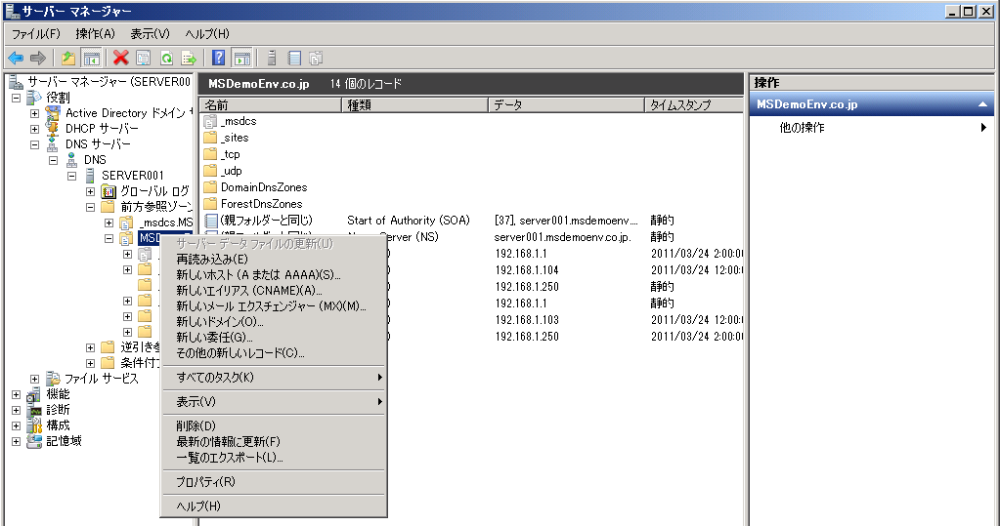 サーバー マネージャー
ファイル(F) 操作(A) 表示(V) ヘルプ(H)
サーバー マネージャー (SERVER00
役割
Active Directory ドメイン
DHCP サーバー
DNS サーバー
DNS
SERVER001
グローバル ログ
前方参照ゾーン
_msdcs.MS
MSD
逆引き
条件付
ファイル サービス
機能
診断
構成
記憶域
MSDemoEnv.co.jp 14 個のレコード
名前 種類 データ タイムスタンプ
_msdcs
_sites
_tcp
_udp
DomainDnsZones
ForestDnsZones
(親フォルダーと同じ) Start of Authority (SOA) [37], server001.msdemoenv.... 静的
(親フォルダーと同じ) Server (NS) server001.msdemoenv.co.jp. 静的
) 192.168.1.1 2011/03/24 2:00:0
) 192.168.1.104 2011/03/24 12:00:
) 192.168.1.250 静的
) 192.168.1.1 静的
) 192.168.1.103 2011/03/24 12:00:
) 192.168.1.250 2011/03/24 2:00:0
サーバー データ ファイルの更新(U)
再読み込み(E)
新しいホスト (A または AAAA)(S)...
新しいエイリアス (CNAME)(A)...
新しいメール エクスチェンジャー (MX)(M)...
新しいドメイン(O)...
新しい委任(G)...
その他の新しいレコード(C)...
すべてのタスク(K)
表示(V)
削除(D)
最新の情報に更新(F)
一覧のエクスポート(L)...
プロパティ(R)
ヘルプ(H)
操作
MSDemoEnv.co.jp
他の操作